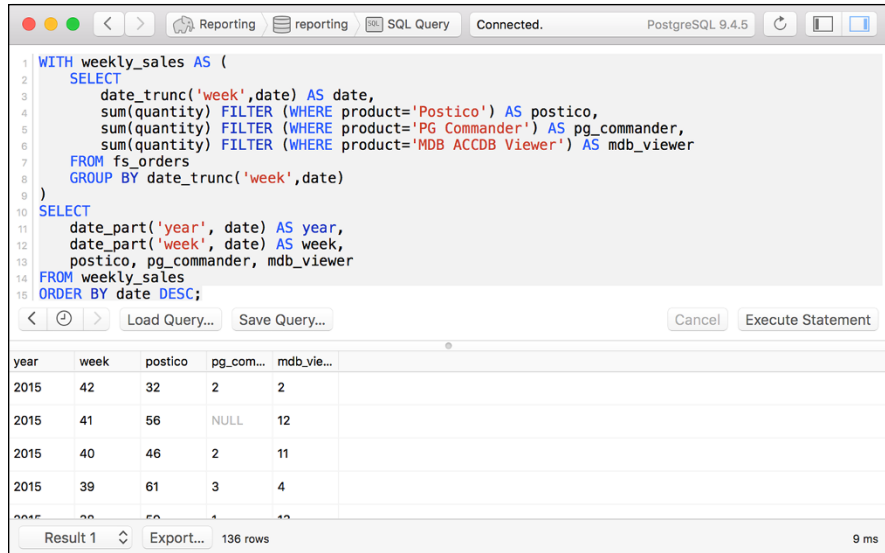 Reporting reporting SQL SQL Query Connected. PostgreSQL 9.4.5
1 WITH weekly_sales AS (
2 SELECT
3 date_trunc('week',date) AS date,
4 sum(quantity) FILTER (WHERE product='Postico') AS postico,
5 sum(quantity) FILTER (WHERE product='PG Commander') AS pg_commander,
6 sum(quantity) FILTER (WHERE product='MDB ACCDB Viewer') AS mdb_viewer
7 FROM fs_orders
8 GROUP BY date_trunc('week',date)
9 )
10 SELECT
11 date_part('year', date) AS year,
12 date_part('week', date) AS week,
13 postico, pg_commander, mdb_viewer
14 FROM weekly_sales
15 ORDER BY date DESC;
Load Query... Save Query... Cancel Execute Statement
year week postico pg_com... mdb_vie...
2015 42 32 2 2
2015 41 56 NULL 12
2015 40 46 2 11
2015 39 61 3 4
Result 1 Export... 136 rows 9 ms